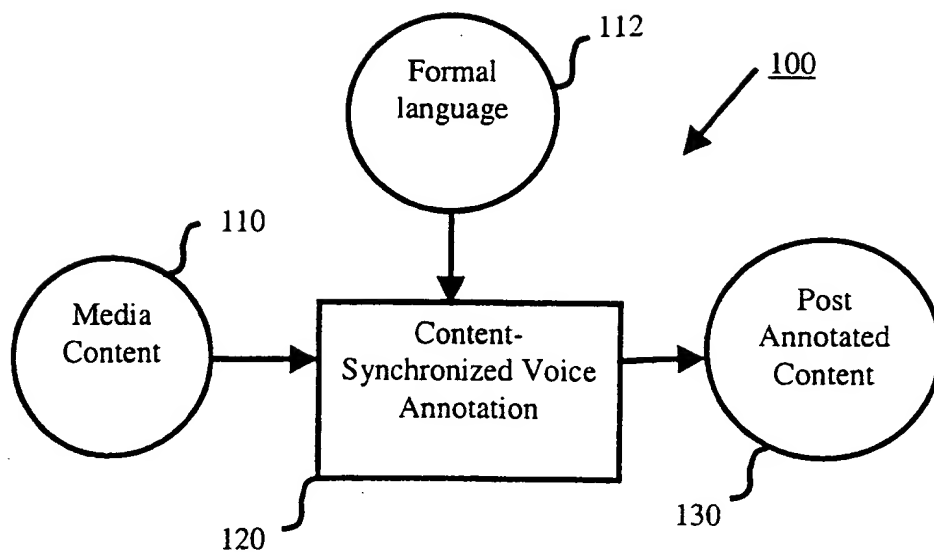 112
Formal
language
100
110
Media
Content
Content-
Synchronized Voice
Annotation
Post
Annotated
Content
120
130